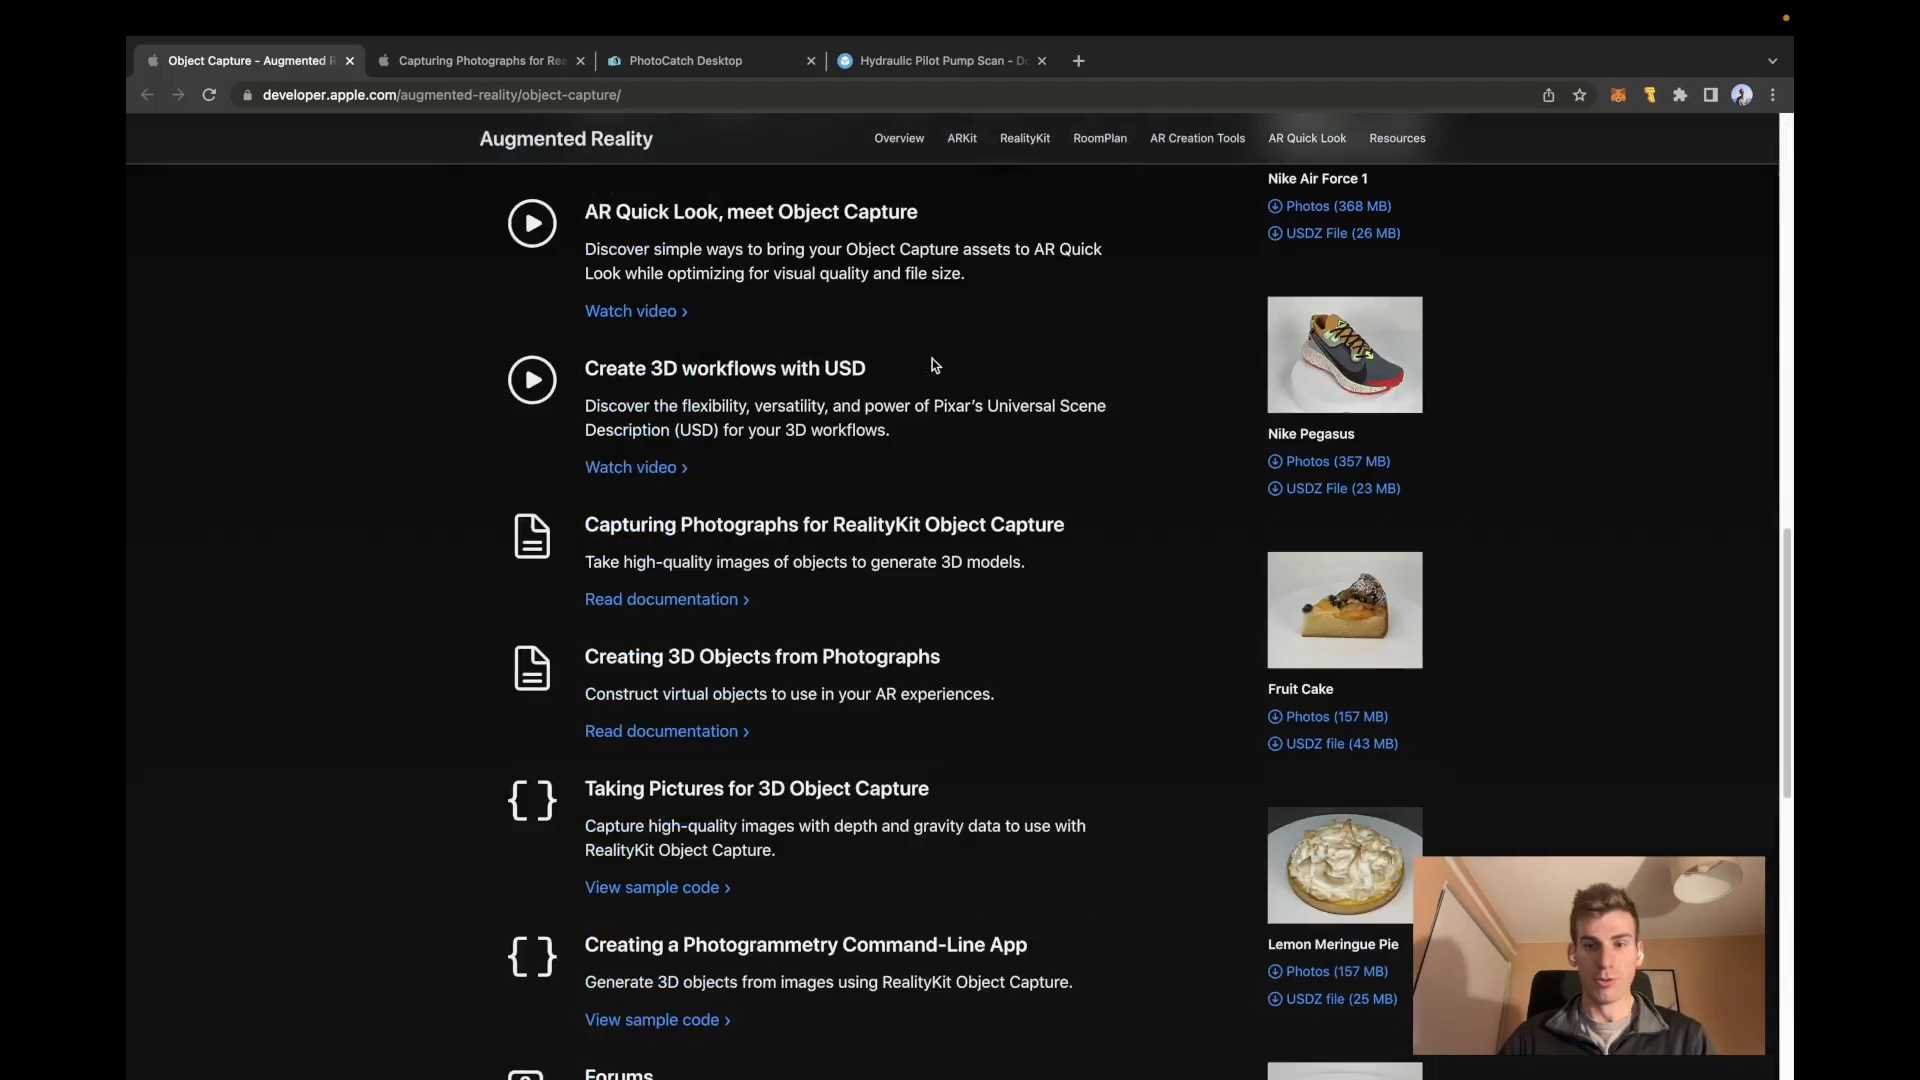 Object Capture - Augmented R
Capturing Photographs for Rea
PhotoCatch Desktop
Hydraulic Pilot Pump Scan - Do
developer.apple.com/augmented-reality/object-capture/
Augmented Reality
Overview
ARKit
RealityKit
RoomPlan
AR Creation Tools
AR Quick Look
Resources
AR Quick Look, meet Object Capture
Discover simple ways to bring your Object Capture assets to AR Quick
Look while optimizing for visual quality and file size.
Watch video ›
Create 3D workflows with USD
Discover the flexibility, versatility, and power of Pixar’s Universal Scene
Description (USD) for your 3D workflows.
Watch video ›
Capturing Photographs for RealityKit Object Capture
Take high-quality images of objects to generate 3D models.
Read documentation ›
Creating 3D Objects from Photographs
Construct virtual objects to use in your AR experiences.
Read documentation ›
Taking Pictures for 3D Object Capture
Capture high-quality images with depth and gravity data to use with
RealityKit Object Capture.
View sample code ›
Creating a Photogrammetry Command-Line App
Generate 3D objects from images using RealityKit Object Capture.
View sample code ›
Forums
Nike Air Force 1
Photos (368 MB)
USDZ File (26 MB)
Nike Pegasus
Photos (357 MB)
USDZ File (23 MB)
Fruit Cake
Photos (157 MB)
USDZ file (43 MB)
Lemon Meringue Pie
Photos (157 MB)
USDZ file (25 MB)